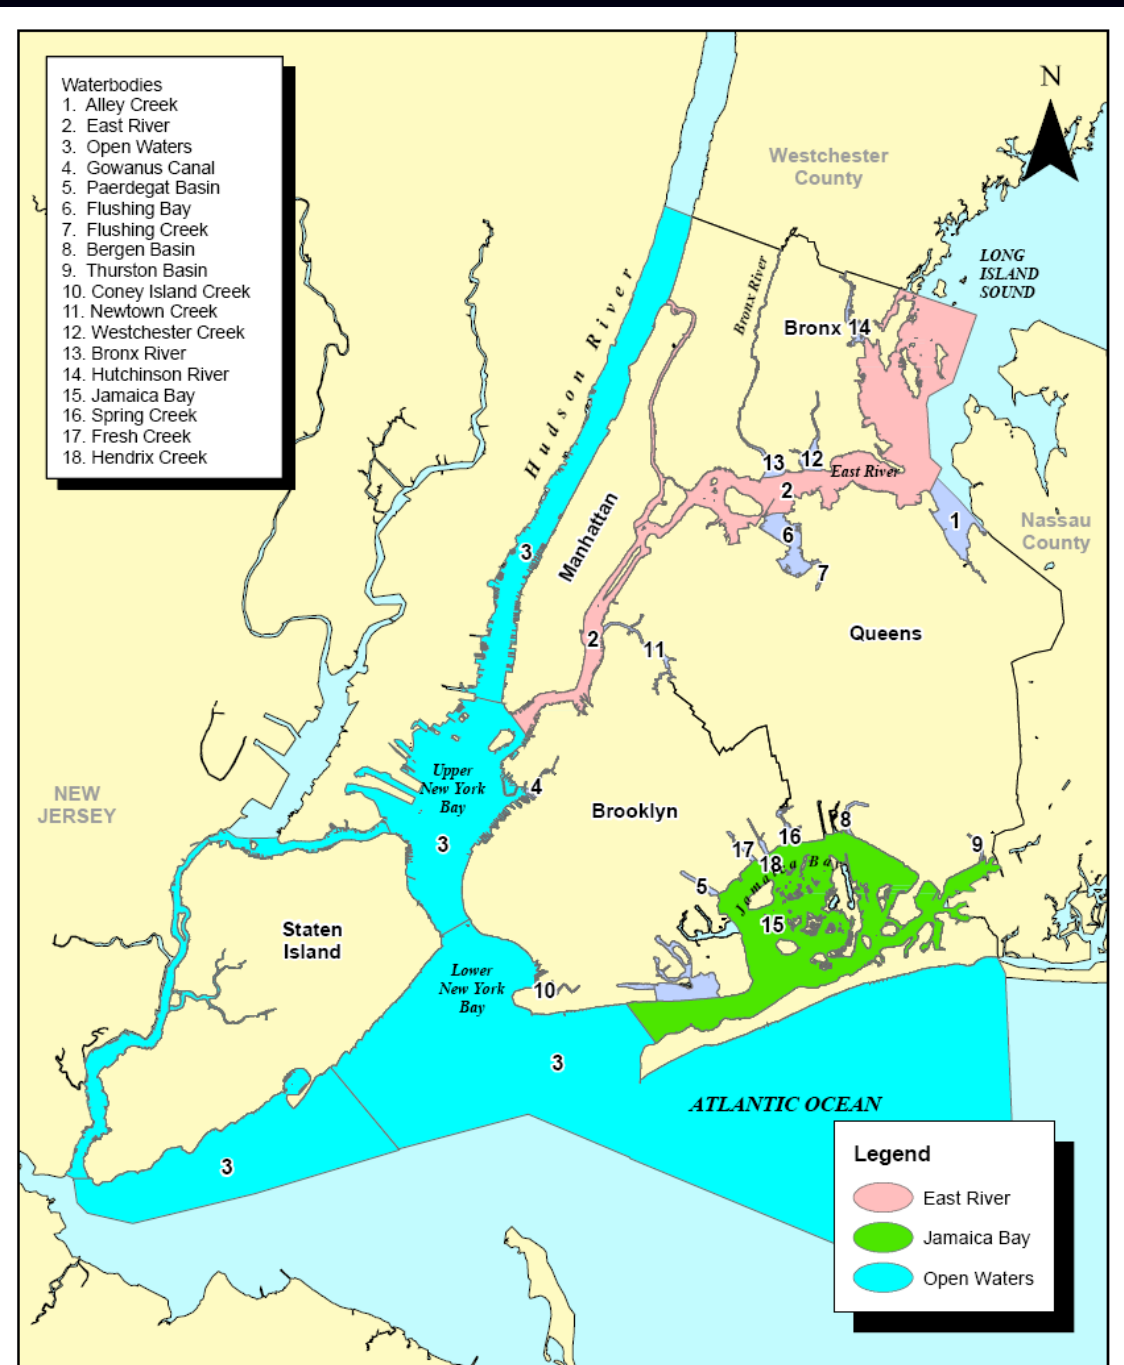 Waterbodies
1. Alley Creek
2. East River
3. Open Waters
4. Gowanus Canal
5. Paerdegat Basin
6. Flushing Bay
7. Flushing Creek
8. Bergen Basin
9. Thurston Basin
10. Coney Island Creek
11. Newtown Creek
12. Westchester Creek
13. Bronx River
14. Hutchinson River
15. Jamaica Bay
16. Spring Creek
17. Fresh Creek
18. Hendrix Creek
N
Westchester
County
LONG
ISLAND
SOUND
Hudson River
Bronx River
Bronx 14
13
12
East River
2
1
Nassau
County
6
7
3
Manhattan
Queens
2
11
Upper
New York
Bay
4
NEW
JERSEY
Brooklyn
3
8
16
17
18
9
Jamaica Bay
5
15
Staten
Island
Lower
New York
Bay
10
3
ATLANTIC OCEAN
3
Legend
East River
Jamaica Bay
Open Waters